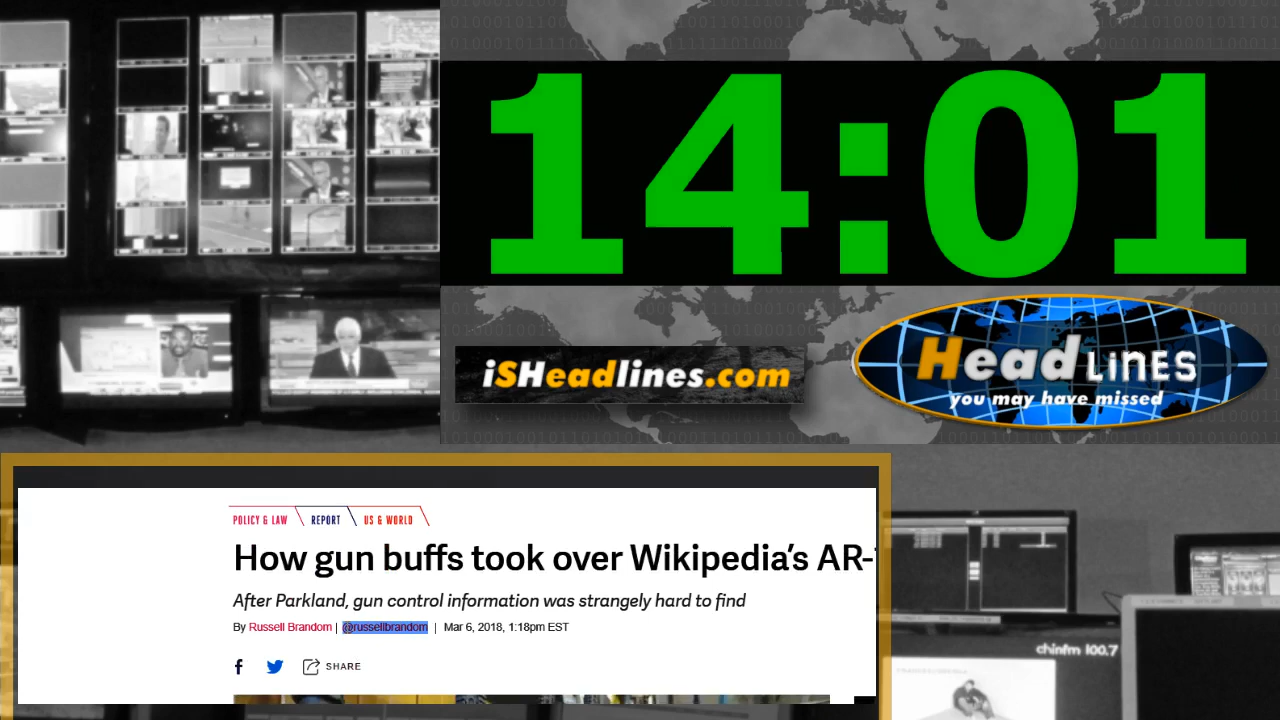 14:01
iSHeadlines.com
HeadLINES
you may have missed
POLICY & LAW
REPORT
US & WORLD
How gun buffs took over Wikipedia's AR-
After Parkland, gun control information was strangely hard to find
By Russell Brandom | @russellbrandom | Mar 6, 2018, 1:18pm EST
SHARE
chinfm 100.7